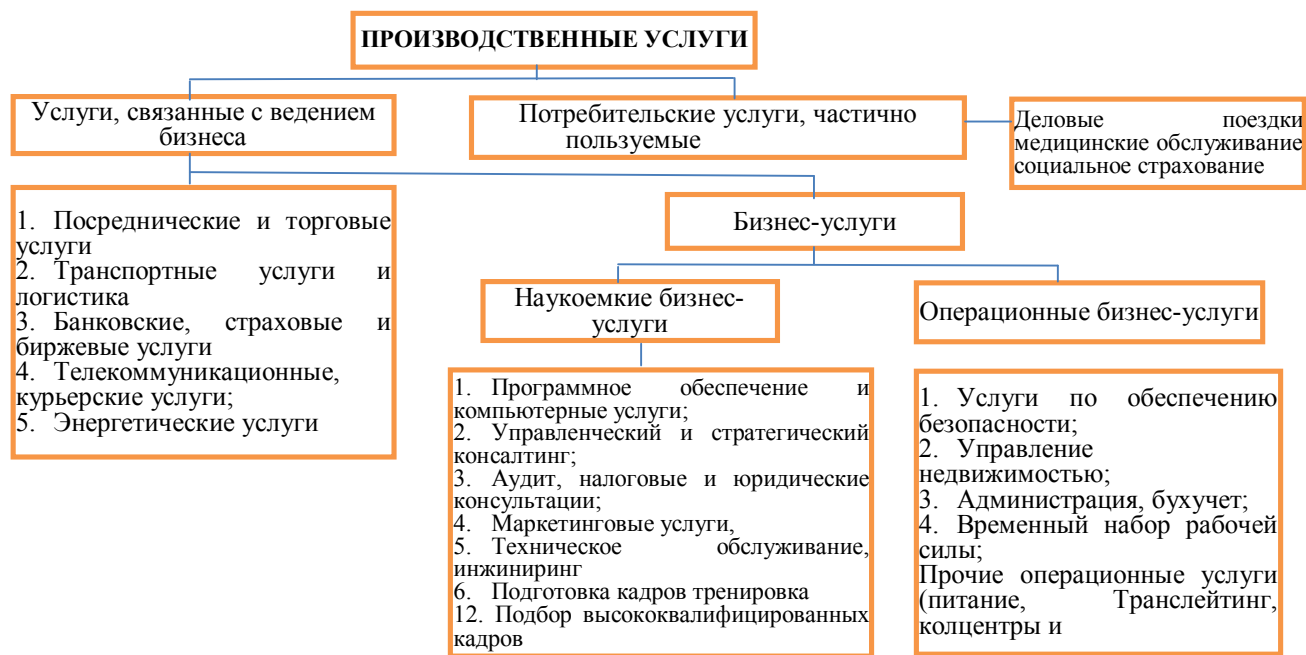 ПРОИЗВОДСТВЕННЫЕ УСЛУГИ
Услуги, связанные с ведением
бизнеса
Потребительские услуги, частично
пользуемые
Деловые поездки
медицинские обслуживание
социальное страхование
1. Посреднические и торговые
услуги
2. Транспортные услуги и
логистика
3. Банковские, страховые и
биржевые услуги
4. Телекоммуникационные,
курьерские услуги;
5. Энергетические услуги
Бизнес-услуги
Наукоемкие бизнес-
услуги
Операционные бизнес-услуги
1. Программное обеспечение и
компьютерные услуги;
2. Управленческий и стратегический
консалтинг;
3. Аудит, налоговые и юридические
консультации;
4. Маркетинговые услуги,
5. Техническое обслуживание,
инжиниринг
6. Подготовка кадров тренировка
12. Подбор высококвалифицированных
кадров
1. Услуги по обеспечению
безопасности;
2. Управление
недвижимостью;
3. Администрация, бухучет;
4. Временный набор рабочей
силы;
Прочие операционные услуги
(питание, Транслейтинг,
колцентры и